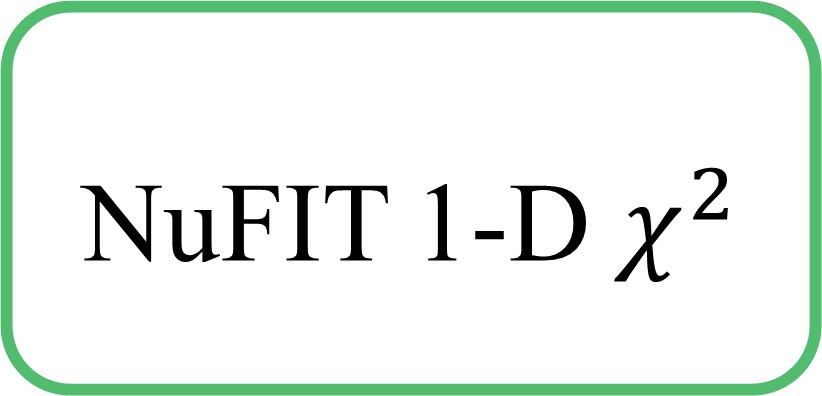 NuFIT 1-D 𝜒²